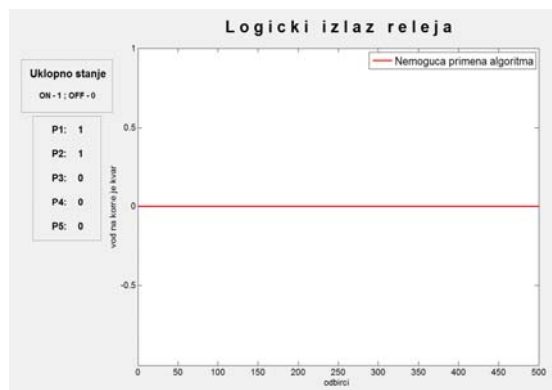 Logicki izlaz releja
Uklopno stanje
ON - 1 ; OFF - 0
P1: 1
P2: 1
P3: 0
P4: 0
P5: 0
vod na kome je kvar
1
0.5
0
-0.5
Nemoguca primena algoritma
0 50 100 150 200 250 300 350 400 450 500
odbirci